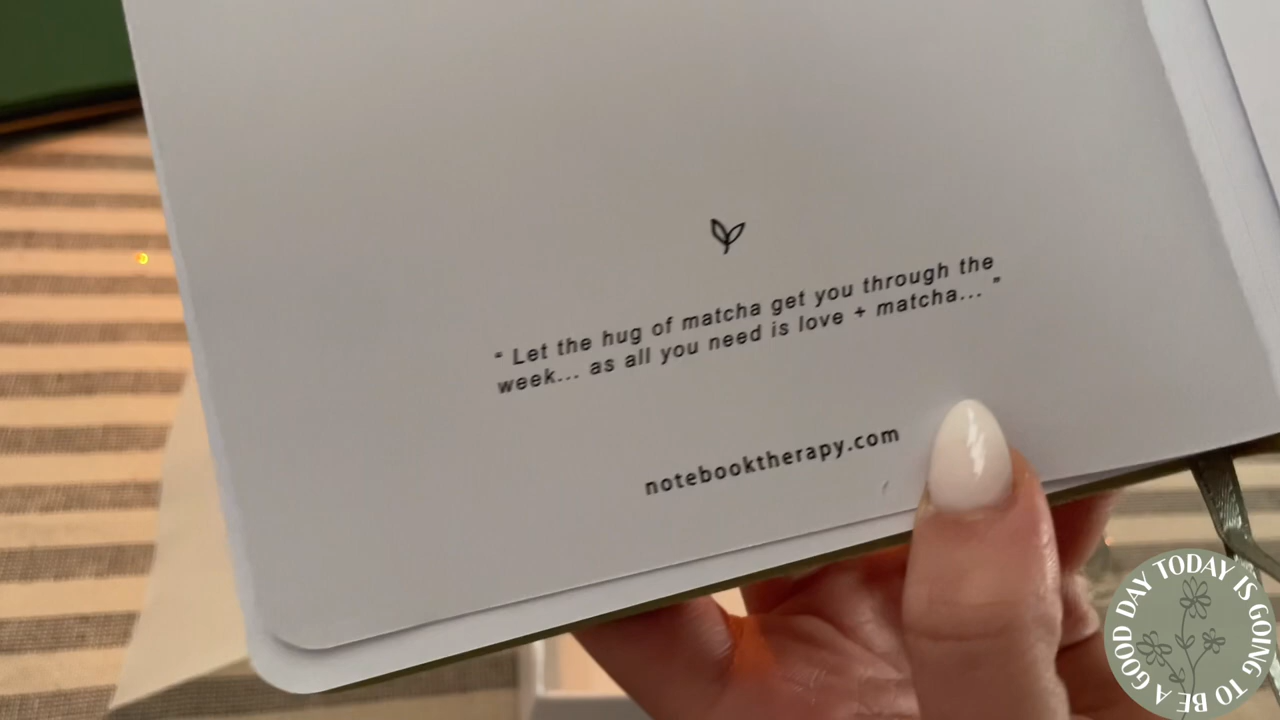 “ Let the hug of matcha get you through the
week... as all you need is love + matcha... ”
notebooktherapy.com
TODAY IS GOING TO BE A GOOD DAY